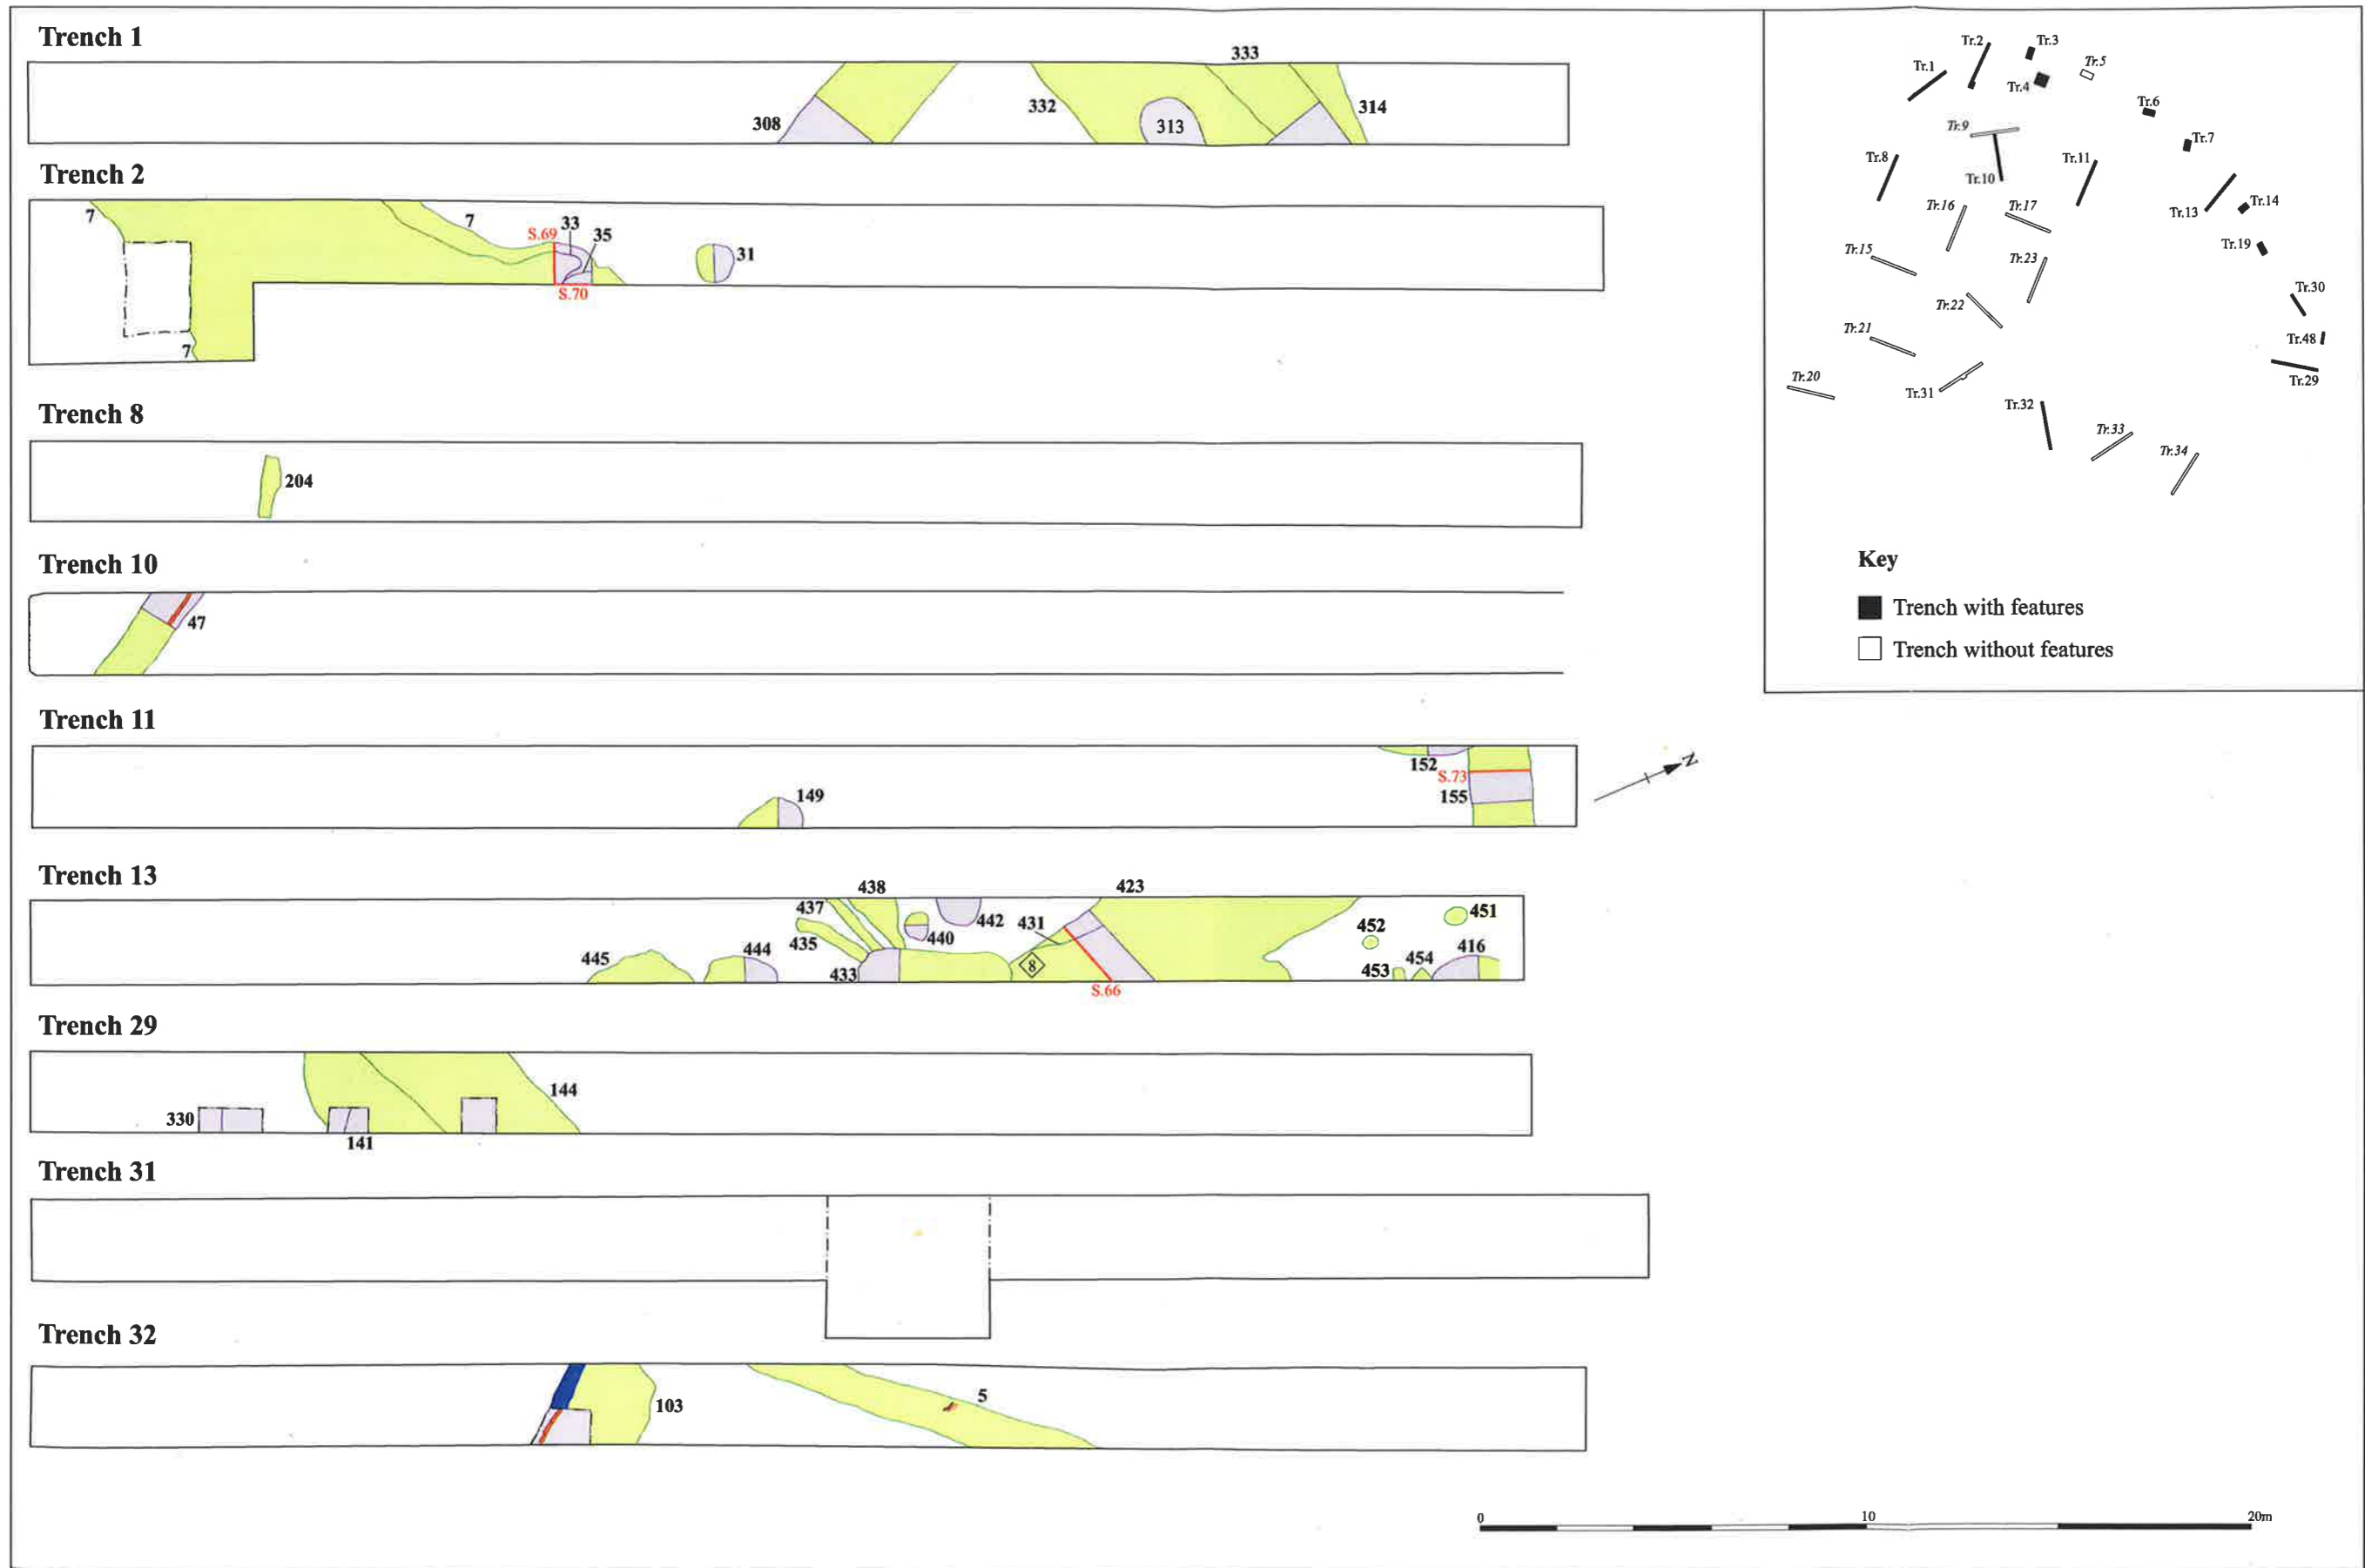 Trench 1
308
332
333
313
314
Trench 2
7
7
S.69
33
35
31
S.70
7
Trench 8
204
Trench 10
47
Trench 11
149
152
S.73
155
N
Trench 13
445
444
437
435
433
438
440
442
431
8
423
S.66
452
451
453
454
416
Trench 29
330
141
144
Trench 31
Trench 32
103
5
Tr.1
Tr.2
Tr.3
Tr.4
Tr.5
Tr.6
Tr.7
Tr.9
Tr.8
Tr.10
Tr.11
Tr.13
Tr.14
Tr.16
Tr.17
Tr.19
Tr.15
Tr.23
Tr.22
Tr.30
Tr.21
Tr.48
Tr.20
Tr.29
Tr.31
Tr.32
Tr.33
Tr.34
Key
Trench with features
Trench without features
0 10 20m